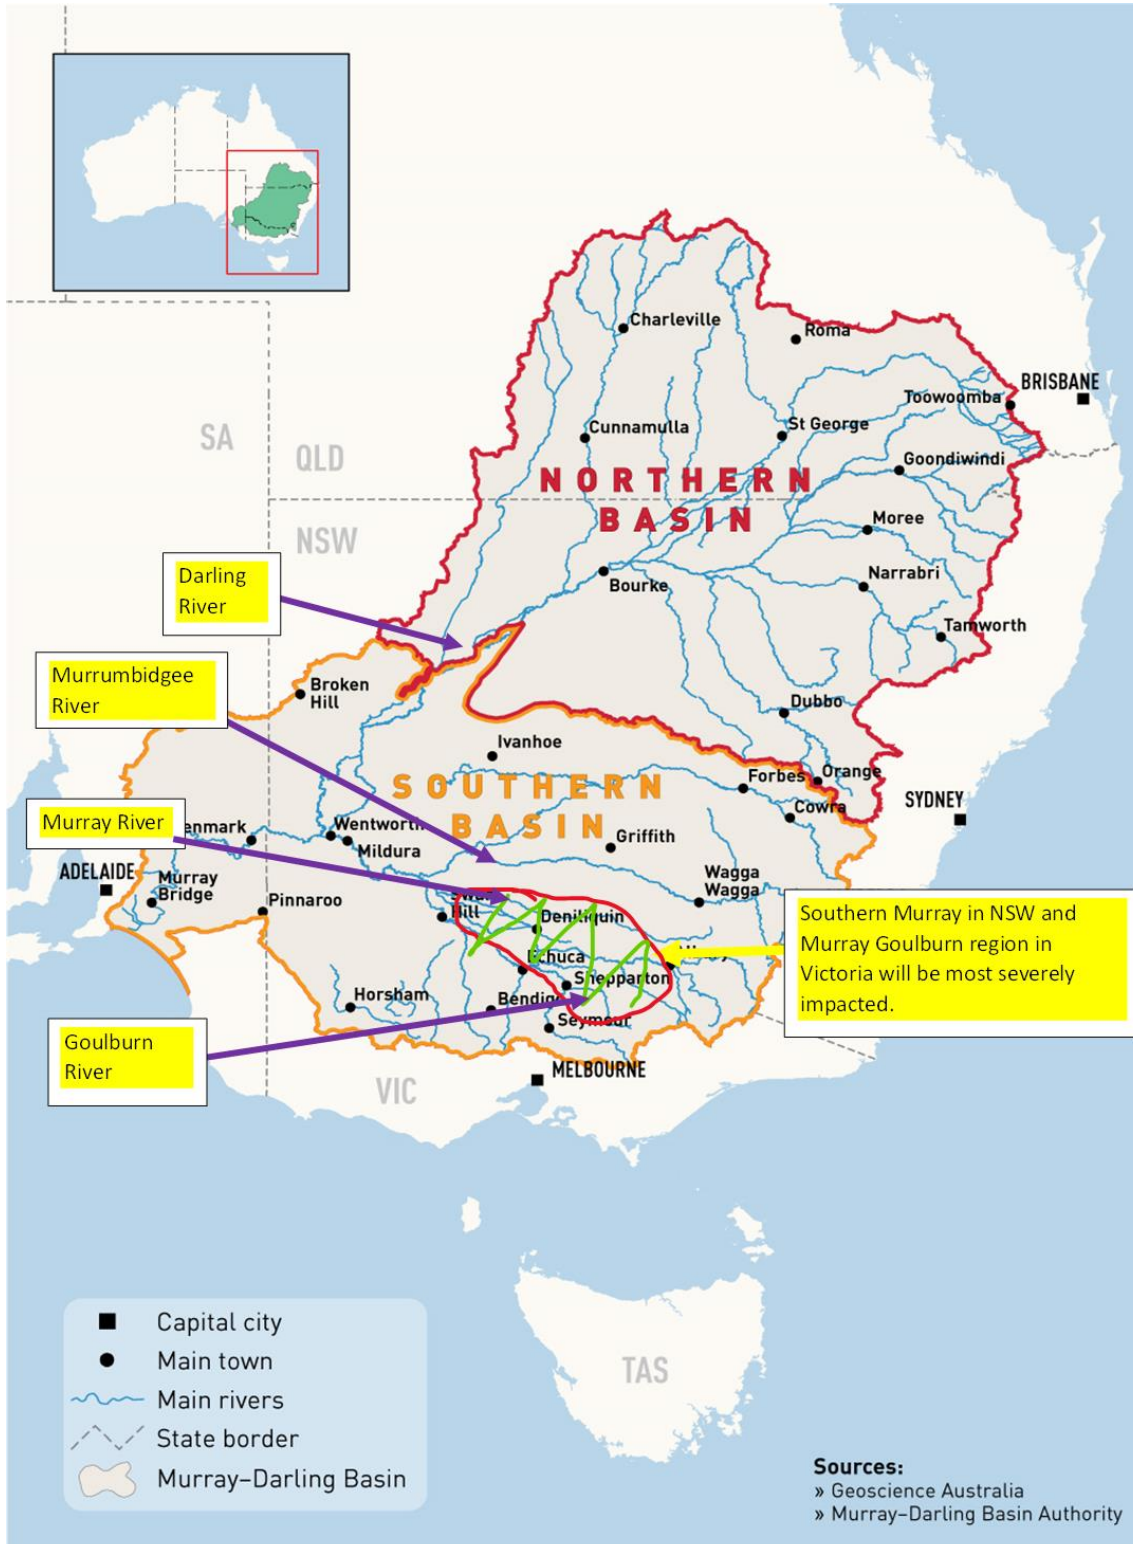 Charleville
Roma
BRISBANE
Toowoomba
SA
QLD
Cunnamulla
St George
Goondiwindi
NORTHERN
BASIN
NSW
Moree
Darling
River
Bourke
Narrabri
Tamworth
Murrumbidgee
River
Broken
Hill
Dubbo
Ivanhoe
SOUTHERN
BASIN
Forbes
Orange
SYDNEY
Cowra
Murray River
Wentworth
Mildura
Griffith
ADELAIDE
Murray
Bridge
Pinnaroo
Wagga
Wagga
Hill
Deniliquin
Southern Murray in NSW and
Murray Goulburn region in
Victoria will be most severely
impacted.
Echuca
Shepparton
Horsham
Bendigo
Seymour
Goulburn
River
VIC
MELBOURNE
TAS
Capital city
Main town
Main rivers
State border
Murray–Darling Basin
Sources:
» Geoscience Australia
» Murray–Darling Basin Authority